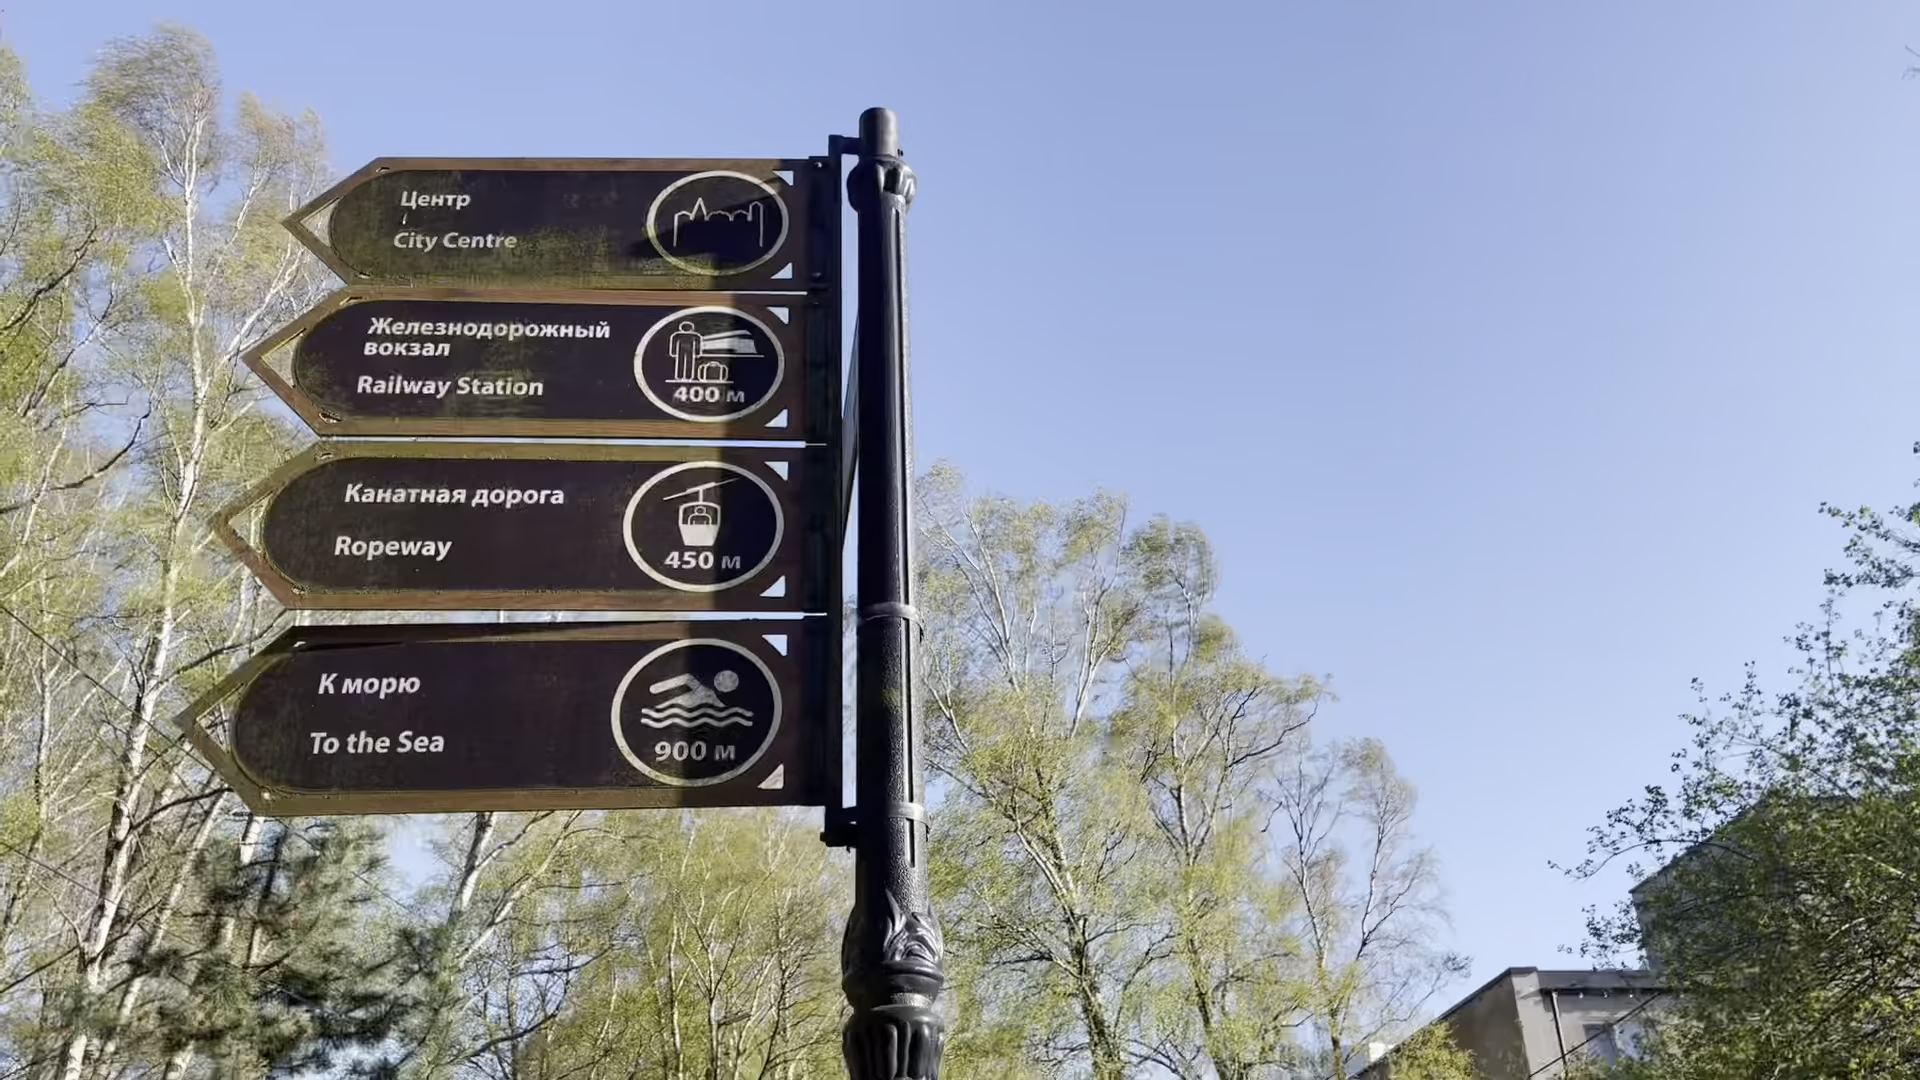 Центр
City Centre
Железнодорожный
вокзал
Railway Station
400 м
Канатная дорога
Ropeway
450 м
К морю
To the Sea
900 м